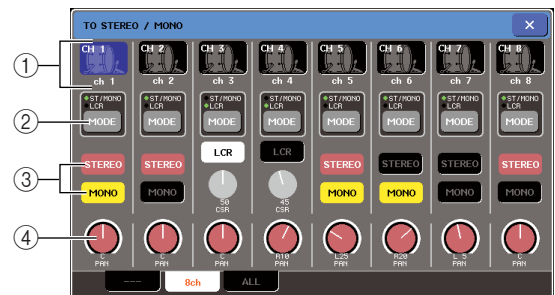 TO STEREO / MONO ×
① CH 1 CH 2 CH 3 CH 4 CH 5 CH 6 CH 7 CH 8
ch 1 ch 2 ch 3 ch 4 ch 5 ch 6 ch 7 ch 8
ST/MONO ST/MONO ST/MONO ST/MONO ST/MONO ST/MONO ST/MONO ST/MONO
LCR LCR LCR LCR LCR LCR LCR LCR
② MODE MODE MODE MODE MODE MODE MODE MODE
LCR LCR
③ STEREO STEREO STEREO STEREO STEREO STEREO
MONO MONO MONO MONO MONO MONO
50 45
CSR CSR
④ C C C R10 L25 R20 L 5 C
PAN PAN PAN PAN PAN PAN PAN PAN
--- 8ch ALL